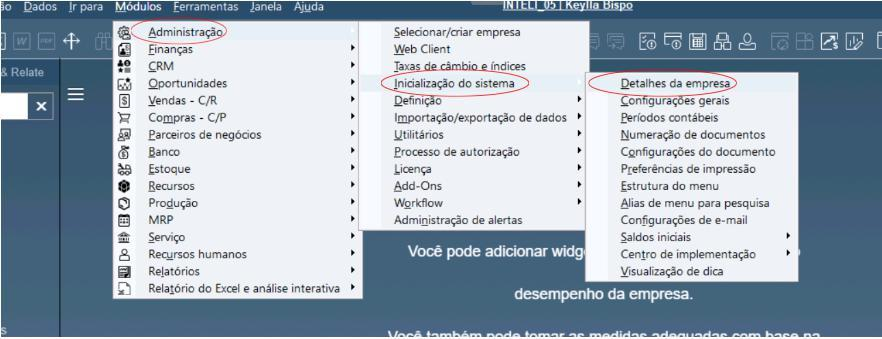 ão Dados Ir para Módulos Ferramentas Janela Ajuda
INTELI_05 | Keylla Bispo
& Relate
Administração
Finanças
CRM
Oportunidades
Vendas - C/R
Compras - C/P
Parceiros de negócios
Banco
Estoque
Recursos
Produção
MRP
Serviço
Recursos humanos
Relatórios
Relatório do Excel e análise interativa
Selecionar/criar empresa
Web Client
Taxas de câmbio e índices
Inicialização do sistema
Definição
Importação/exportação de dados
Utilitários
Processo de autorização
Licença
Add-Ons
Workflow
Administração de alertas
Detalhes da empresa
Configurações gerais
Períodos contábeis
Numeração de documentos
Configurações do documento
Preferências de impressão
Estrutura do menu
Alias de menu para pesquisa
Configurações de e-mail
Saldos iniciais
Centro de implementação
Visualização de dica
Você pode adicionar widg
desempenho da empresa.
Você também pode tomar as medidas adequadas com base na
s